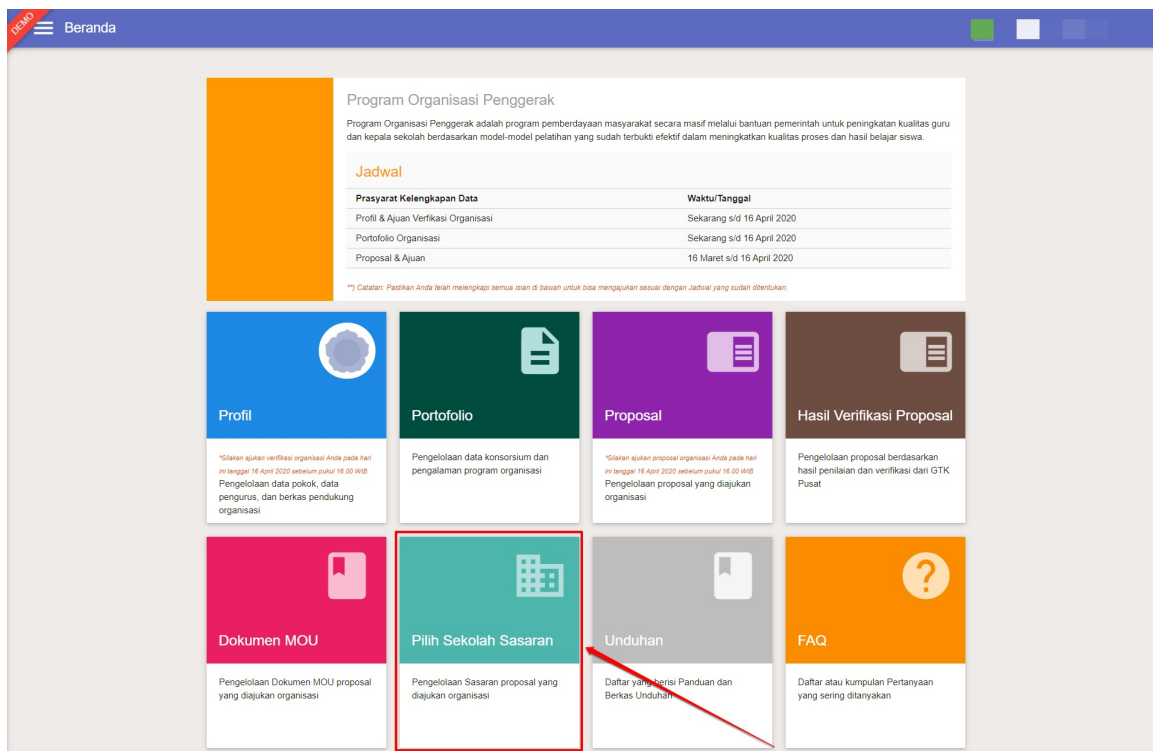 DEMO
Beranda
Program Organisasi Penggerak
Program Organisasi Penggerak adalah program pemberdayaan masyarakat secara masif melalui bantuan pemerintah untuk peningkatan kualitas guru
dan kepala sekolah berdasarkan model-model pelatihan yang sudah terbukti efektif dalam meningkatkan kualitas proses dan hasil belajar siswa.
Jadwal
Prasyarat Kelengkapan Data Waktu/Tanggal
Profil & Ajuan Verfikasi Organisasi Sekarang s/d 16 April 2020
Portofolio Organisasi Sekarang s/d 16 April 2020
Proposal & Ajuan 16 Maret s/d 16 April 2020
**) Catatan: Pastikan Anda telah melengkapi semua isian di bawah untuk bisa mengajukan sesuai dengan Jadwal yang sudah ditentukan.
Profil
*Silakan ajukan verifikasi organisasi Anda pada hari
ini tanggal 16 April 2020 sebelum pukul 16.00 WIB
Pengelolaan data pokok, data
pengurus, dan berkas pendukung
organisasi
Portofolio
Pengelolaan data konsorsium dan
pengalaman program organisasi
Proposal
*Silakan ajukan proposal organisasi Anda pada hari
ini tanggal 16 April 2020 sebelum pukul 16.00 WIB
Pengelolaan proposal yang diajukan
organisasi
Hasil Verifikasi Proposal
Pengelolaan proposal berdasarkan
hasil penilaian dan verifikasi dari GTK
Pusat
Dokumen MOU
Pengelolaan Dokumen MOU proposal
yang diajukan organisasi
Pilih Sekolah Sasaran
Pengelolaan Sasaran proposal yang
diajukan organisasi
Unduhan
Daftar yang berisi Panduan dan
Berkas Unduhan
?
FAQ
Daftar atau kumpulan Pertanyaan
yang sering ditanyakan